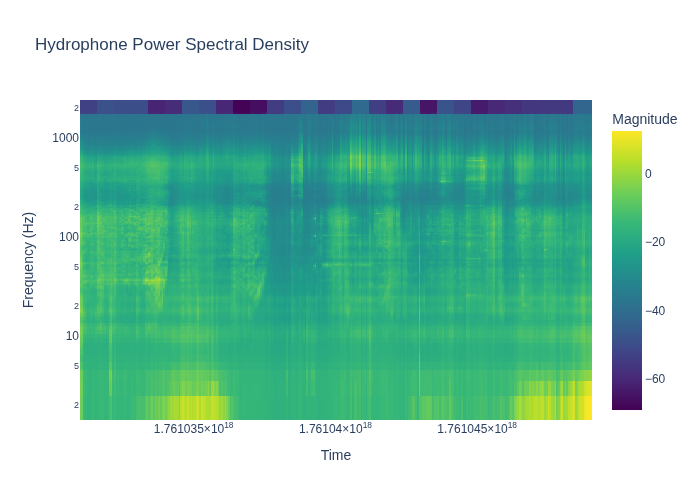 Hydrophone Power Spectral Density
Magnitude
0
−20
−40
−60
Frequency (Hz)
2
1000
5
2
100
5
2
10
5
2
1.761035×10¹⁸ 1.76104×10¹⁸ 1.761045×10¹⁸
Time